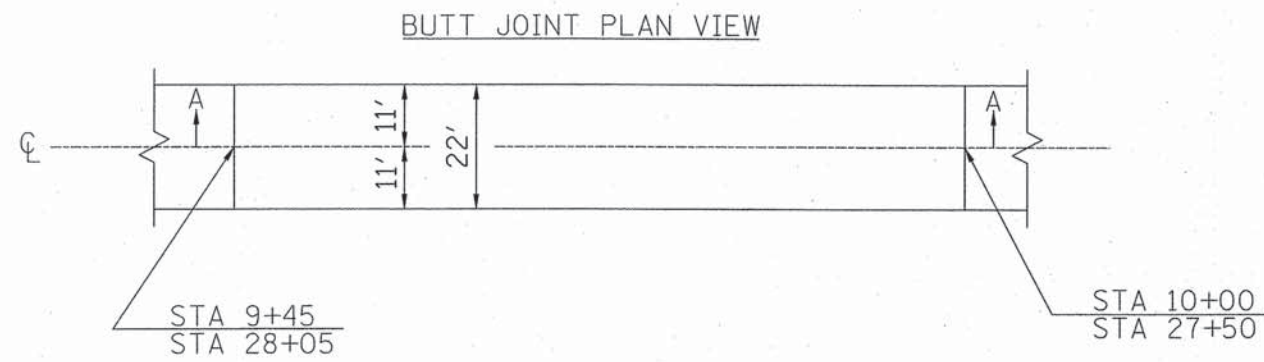 BUTT JOINT PLAN VIEW
A
A
11'
22'
11'
℄
STA 9+45
STA 28+05
STA 10+00
STA 27+50